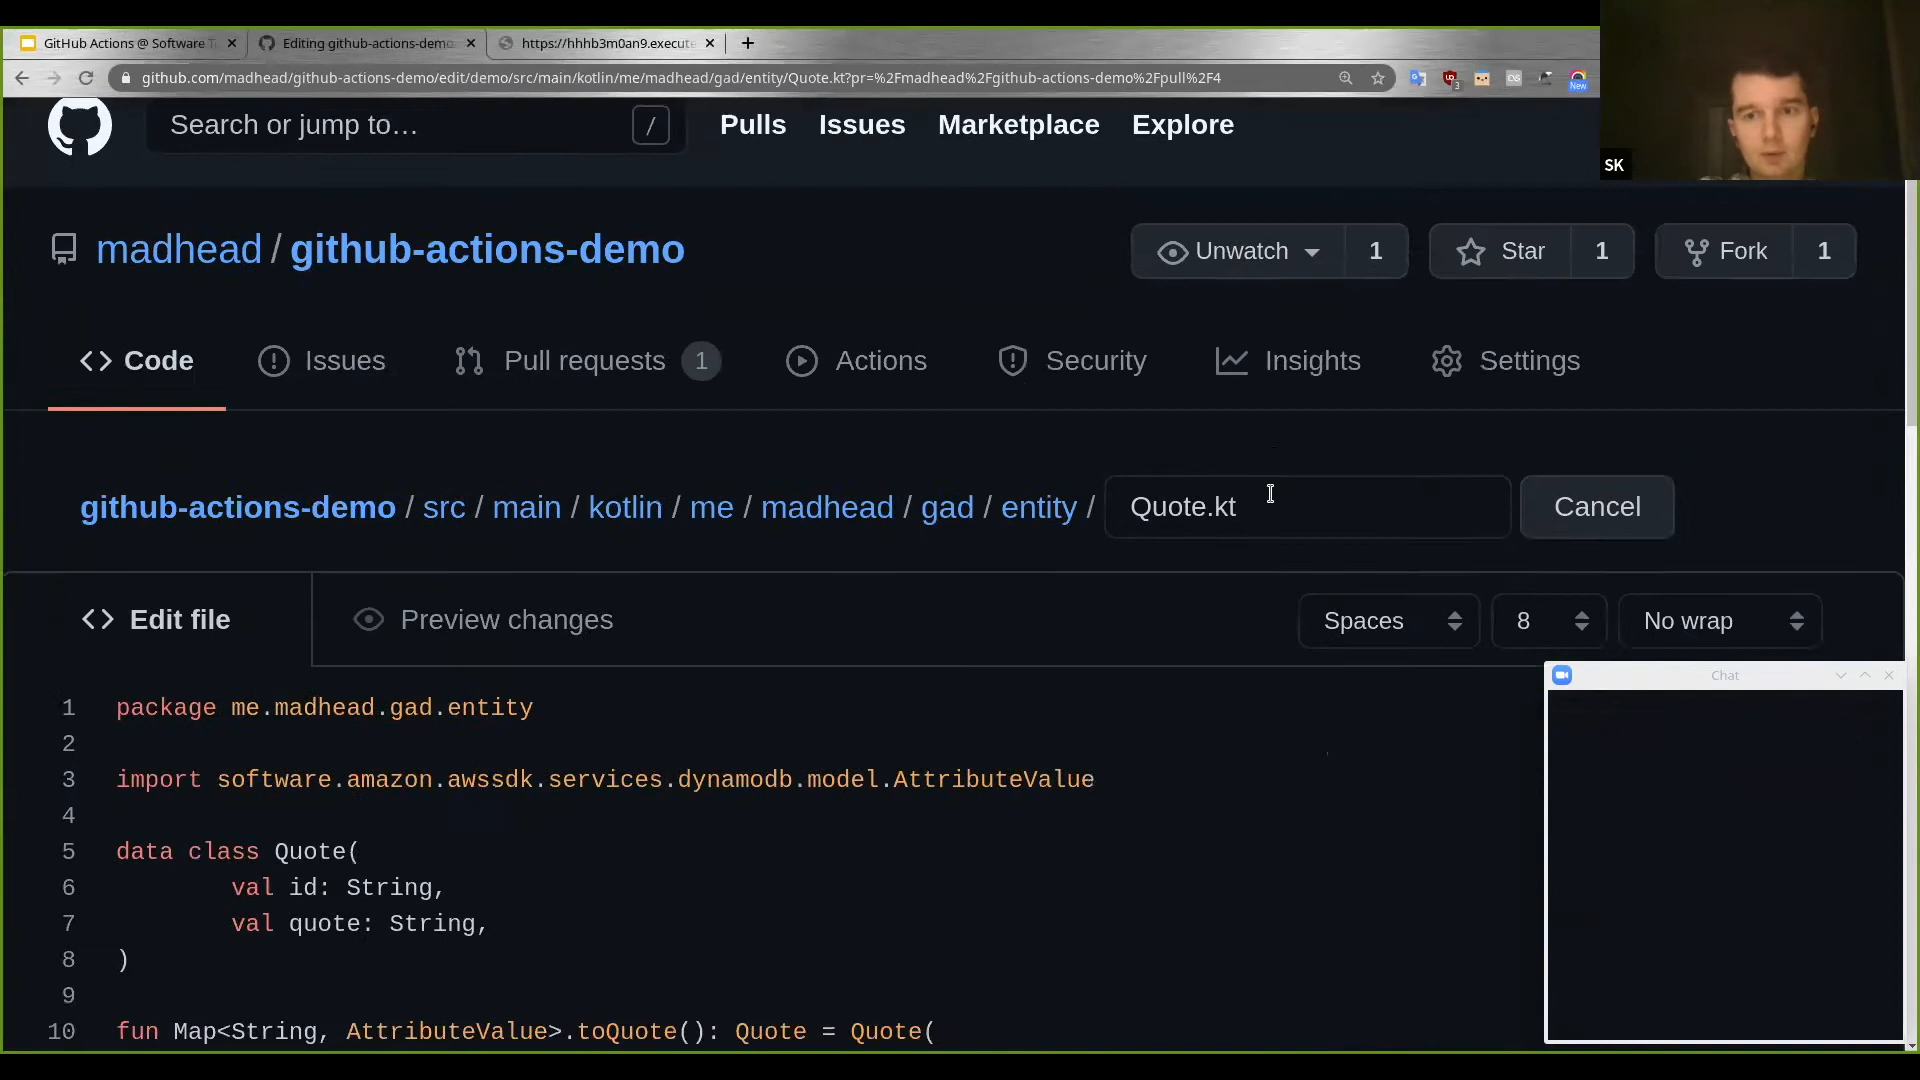 GitHub Actions @ Software T
Editing github-actions-demo
https://hhhb3m0an9.execute
github.com/madhead/github-actions-demo/edit/demo/src/main/kotlin/me/madhead/gad/entity/Quote.kt?pr=%2Fmadhead%2Fgithub-actions-demo%2Fpull%2F4
3
New
SK
Search or jump to…
/
Pulls
Issues
Marketplace
Explore
madhead / github-actions-demo
Unwatch 1
Star 1
Fork 1
Code
Issues
Pull requests 1
Actions
Security
Insights
Settings
github-actions-demo / src / main / kotlin / me / madhead / gad / entity / Quote.kt
Cancel
Edit file
Preview changes
Spaces
8
No wrap
Chat
1 package me.madhead.gad.entity
2
3 import software.amazon.awssdk.services.dynamodb.model.AttributeValue
4
5 data class Quote(
6 val id: String,
7 val quote: String,
8 )
9
10 fun Map<String, AttributeValue>.toQuote(): Quote = Quote(